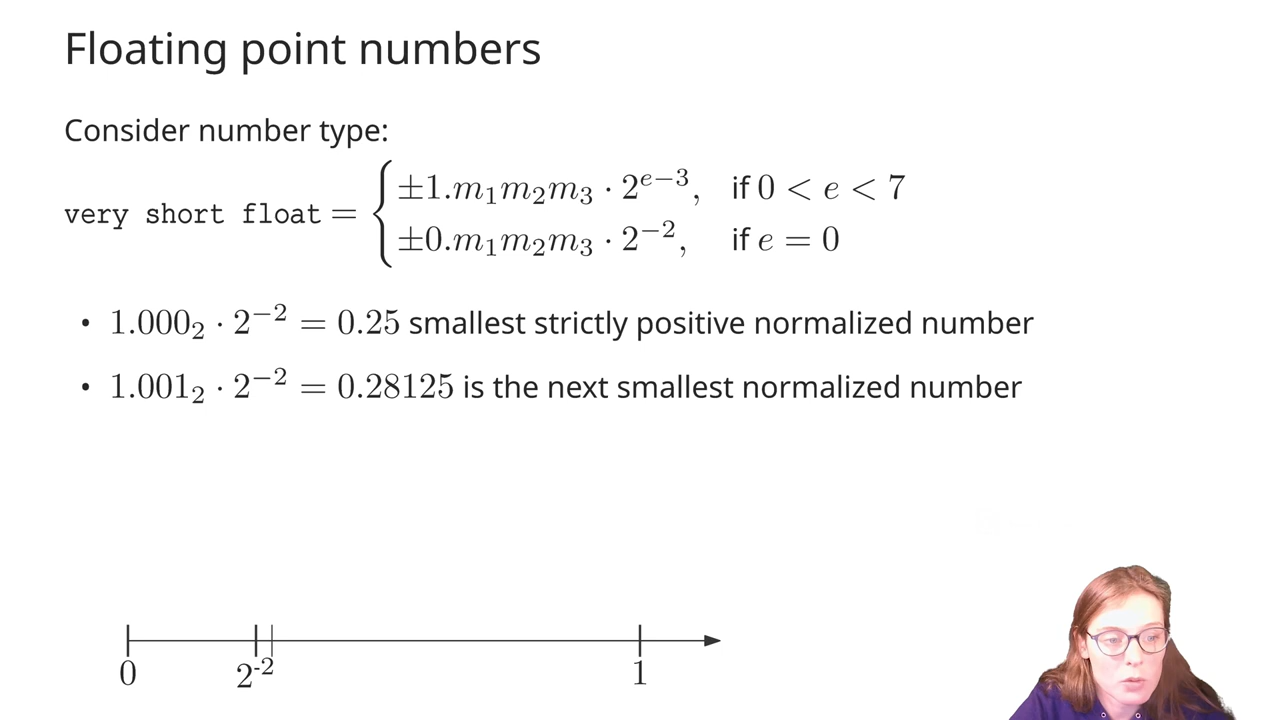 Floating point numbers
Consider number type:
very short float = { ±1.m₁m₂m₃ · 2^{e−3}, if 0 < e < 7
±0.m₁m₂m₃ · 2^{−2}, if e = 0
• 1.000₂ · 2^{−2} = 0.25 smallest strictly positive normalized number
• 1.001₂ · 2^{−2} = 0.28125 is the next smallest normalized number
0 2^{-2} 1